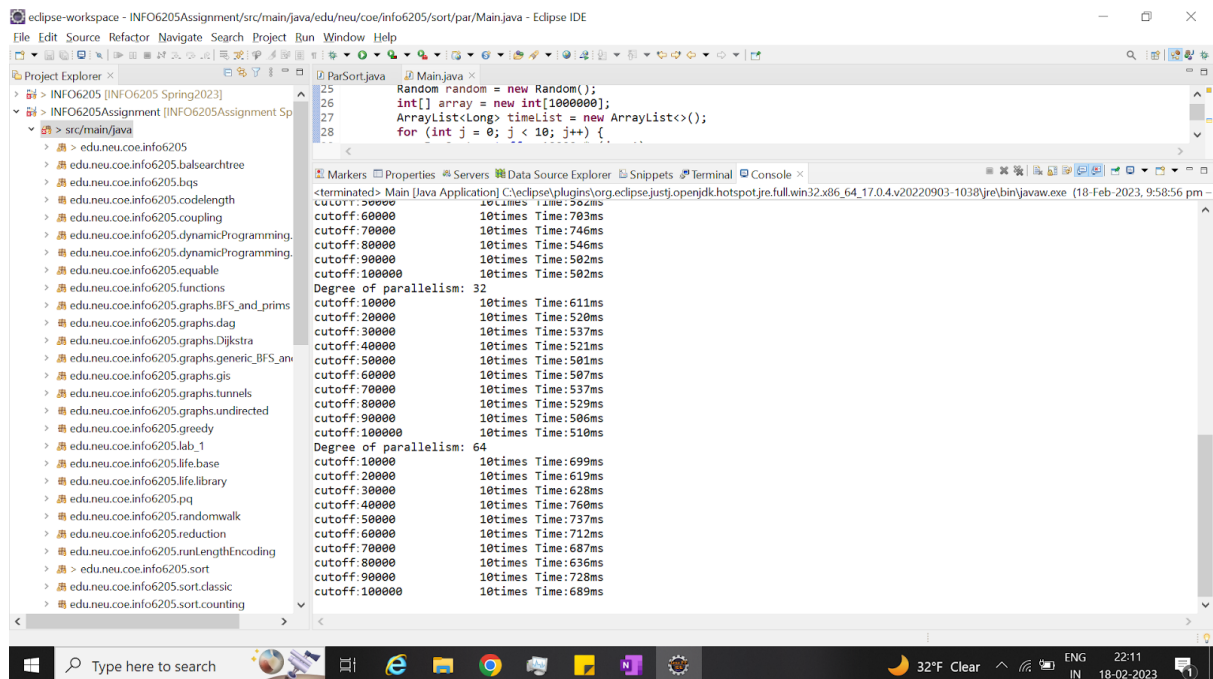 eclipse-workspace - INFO6205Assignment/src/main/java/edu/neu/coe/info6205/sort/par/Main.java - Eclipse IDE
File Edit Source Refactor Navigate Search Project Run Window Help
Project Explorer
> INFO6205 [INFO6205 Spring2023]
> INFO6205Assignment [INFO6205Assignment Sp
> src/main/java
> edu.neu.coe.info6205
edu.neu.coe.info6205.balsearchtree
edu.neu.coe.info6205.bqs
edu.neu.coe.info6205.codelength
edu.neu.coe.info6205.coupling
edu.neu.coe.info6205.dynamicProgramming.
edu.neu.coe.info6205.dynamicProgramming.
edu.neu.coe.info6205.equable
edu.neu.coe.info6205.functions
edu.neu.coe.info6205.graphs.BFS_and_prims
edu.neu.coe.info6205.graphs.dag
edu.neu.coe.info6205.graphs.Dijkstra
edu.neu.coe.info6205.graphs.generic_BFS_an
edu.neu.coe.info6205.graphs.gis
edu.neu.coe.info6205.graphs.tunnels
edu.neu.coe.info6205.graphs.undirected
edu.neu.coe.info6205.greedy
edu.neu.coe.info6205.lab_1
edu.neu.coe.info6205.life.base
edu.neu.coe.info6205.life.library
edu.neu.coe.info6205.pq
edu.neu.coe.info6205.randomwalk
edu.neu.coe.info6205.reduction
edu.neu.coe.info6205.runLengthEncoding
> edu.neu.coe.info6205.sort
edu.neu.coe.info6205.sort.classic
edu.neu.coe.info6205.sort.counting
ParSort.java Main.java
25 Random random = new Random();
26 int[] array = new int[1000000];
27 ArrayList<Long> timeList = new ArrayList<>();
28 for (int j = 0; j < 10; j++) {
Markers Properties Servers Data Source Explorer Snippets Terminal Console
<terminated> Main [Java Application] C:\eclipse\plugins\org.eclipse.justj.openjdk.hotspot.jre.full.win32.x86_64_17.0.4.v20220903-1038\jre\bin\javaw.exe (18-Feb-2023, 9:58:56 pm –
cutoff:50000 10times Time:582ms
cutoff:60000 10times Time:703ms
cutoff:70000 10times Time:746ms
cutoff:80000 10times Time:546ms
cutoff:90000 10times Time:502ms
cutoff:100000 10times Time:502ms
Degree of parallelism: 32
cutoff:10000 10times Time:611ms
cutoff:20000 10times Time:520ms
cutoff:30000 10times Time:537ms
cutoff:40000 10times Time:521ms
cutoff:50000 10times Time:501ms
cutoff:60000 10times Time:507ms
cutoff:70000 10times Time:537ms
cutoff:80000 10times Time:529ms
cutoff:90000 10times Time:506ms
cutoff:100000 10times Time:510ms
Degree of parallelism: 64
cutoff:10000 10times Time:699ms
cutoff:20000 10times Time:619ms
cutoff:30000 10times Time:628ms
cutoff:40000 10times Time:760ms
cutoff:50000 10times Time:737ms
cutoff:60000 10times Time:712ms
cutoff:70000 10times Time:687ms
cutoff:80000 10times Time:636ms
cutoff:90000 10times Time:728ms
cutoff:100000 10times Time:689ms
Type here to search
32°F Clear
ENG
IN
22:11
18-02-2023
1